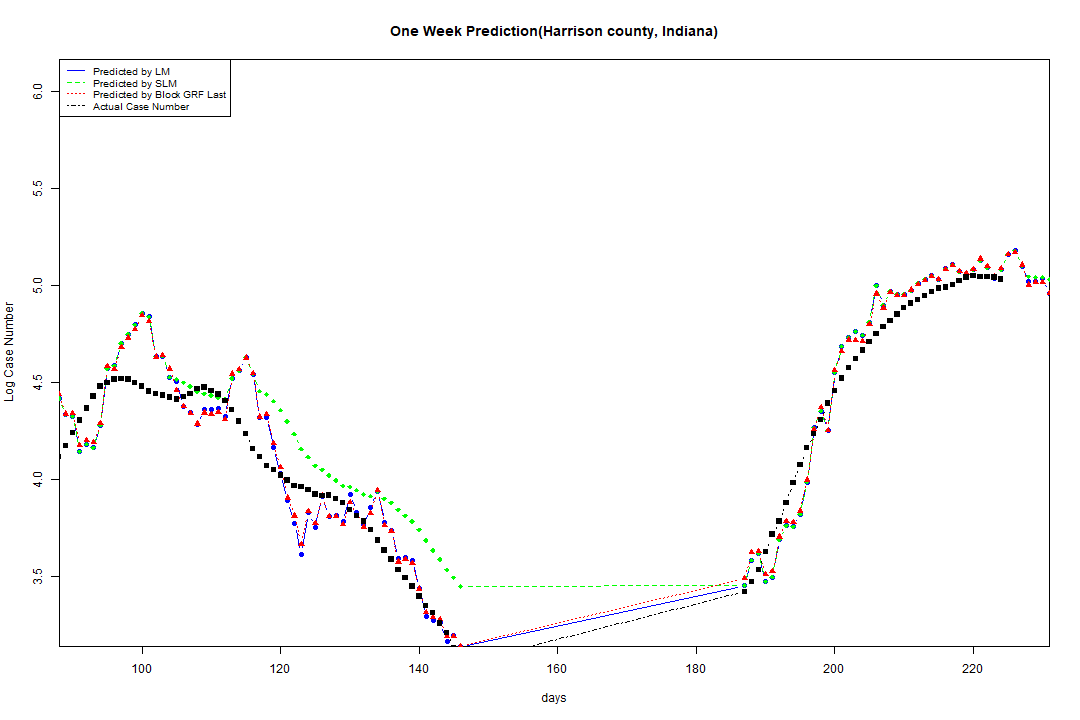 One Week Prediction(Harrison county, Indiana)
Predicted by LM
Predicted by SLM
Predicted by Block GRF Last
Actual Case Number
6.0
5.5
5.0
4.5
4.0
3.5
Log Case Number
100 120 140 160 180 200 220
days